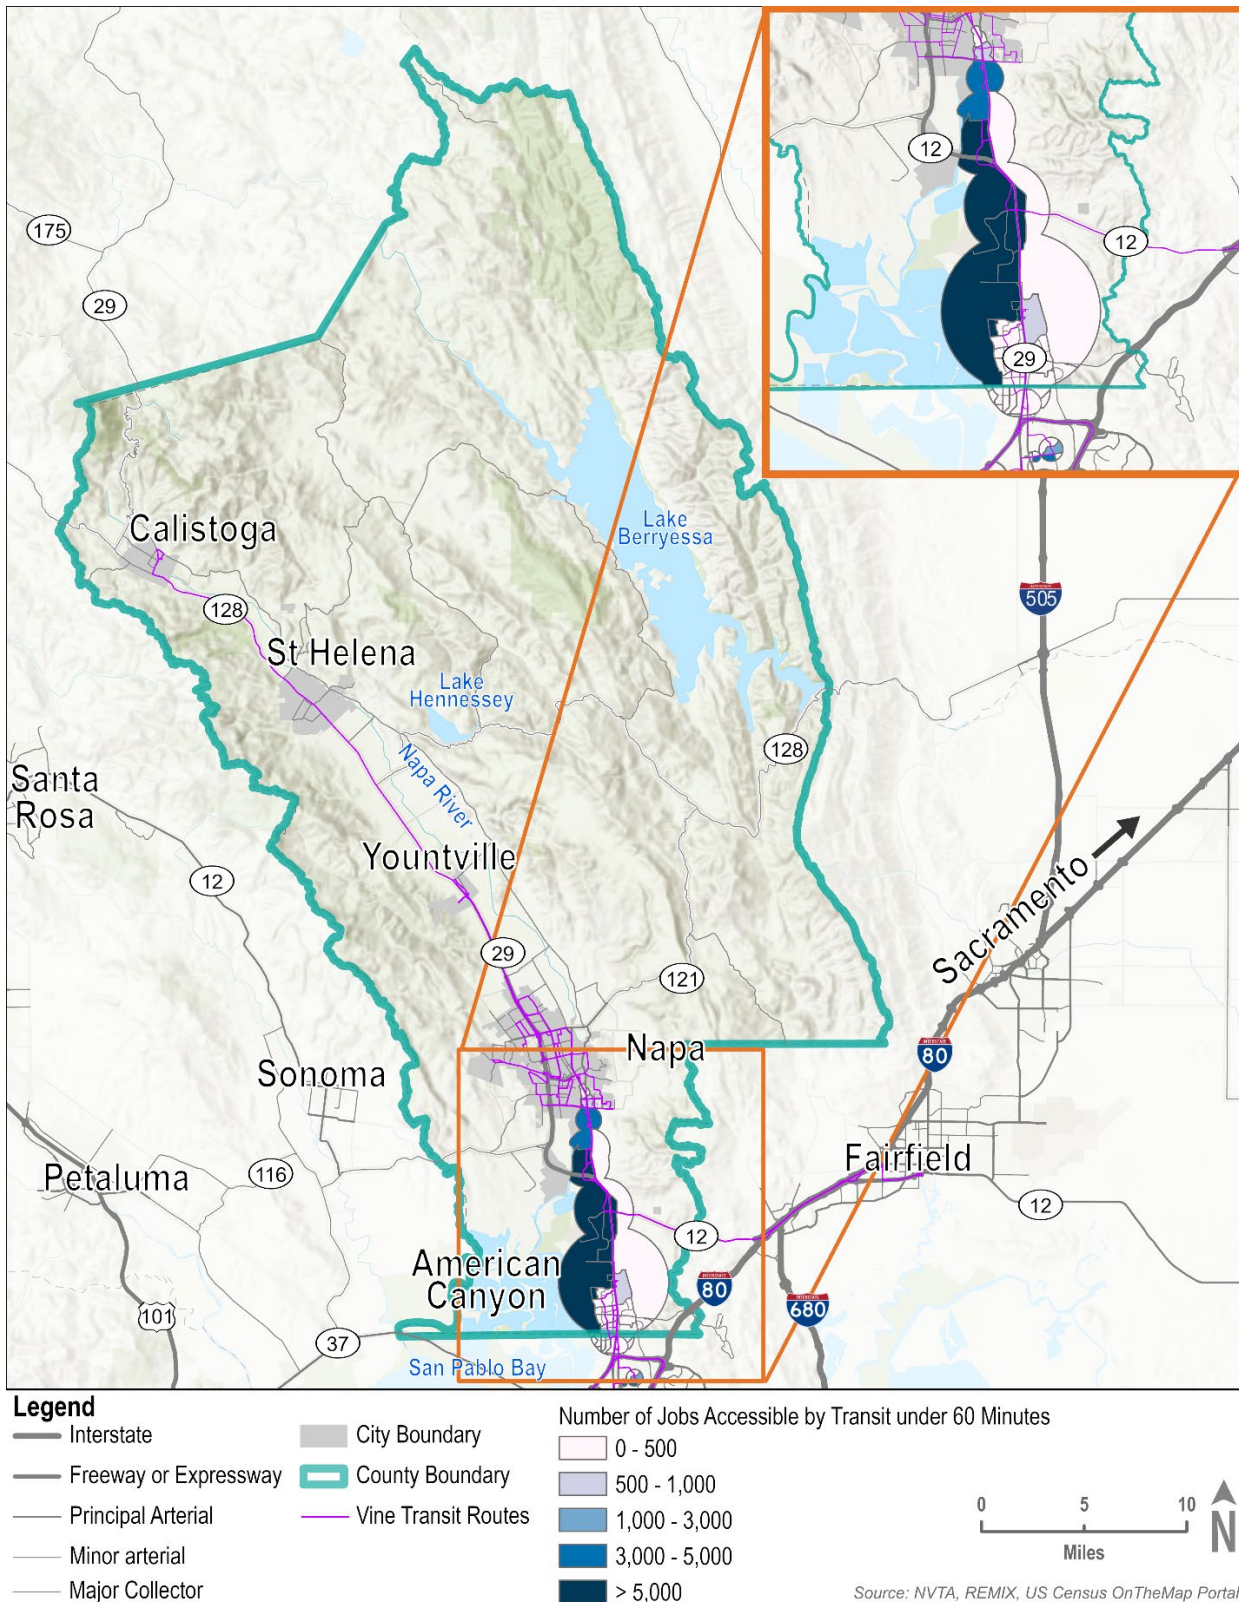 12
12
29
175
29
Calistoga
128
St Helena
Lake
Berryessa
Lake
Hennessey
INTERSTATE
505
128
Napa River
Santa
Rosa
12
Yountville
Sacramento
29
121
Napa
INTERSTATE
80
Sonoma
Fairfield
Petaluma
116
12
12
American
Canyon
INTERSTATE
80
INTERSTATE
680
101
37
San Pablo Bay
Legend
Interstate
Freeway or Expressway
Principal Arterial
Minor arterial
Major Collector
City Boundary
County Boundary
Vine Transit Routes
Number of Jobs Accessible by Transit under 60 Minutes
0 - 500
500 - 1,000
1,000 - 3,000
3,000 - 5,000
> 5,000
0 5 10
Miles
N
Source: NVTA, REMIX, US Census OnTheMap Portal